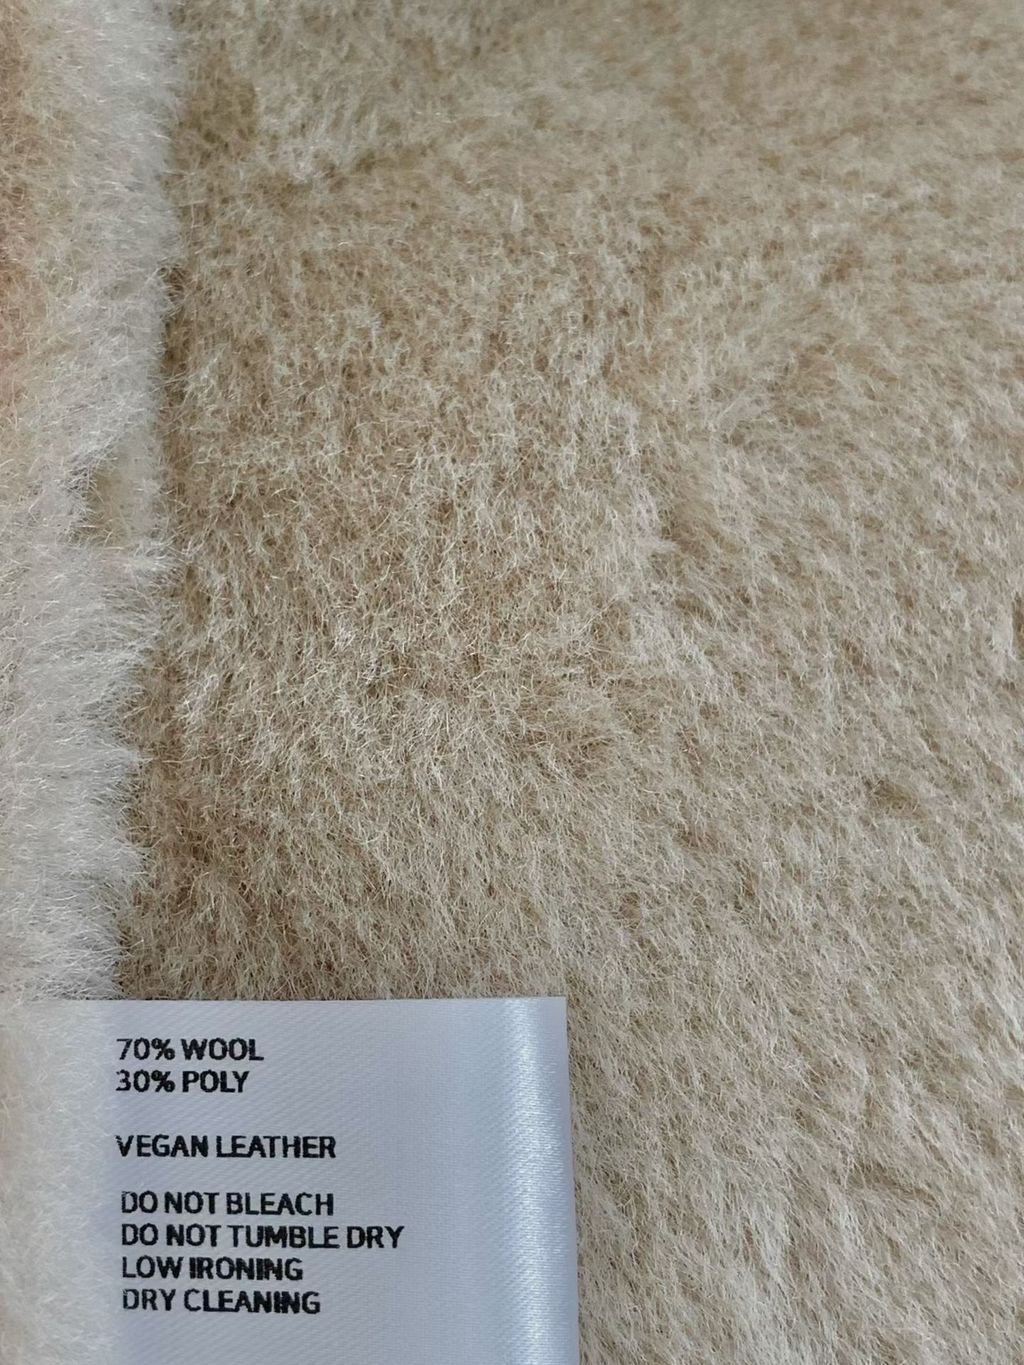 70% WOOL
30% POLY
VEGAN LEATHER
DO NOT BLEACH
DO NOT TUMBLE DRY
LOW IRONING
DRY CLEANING